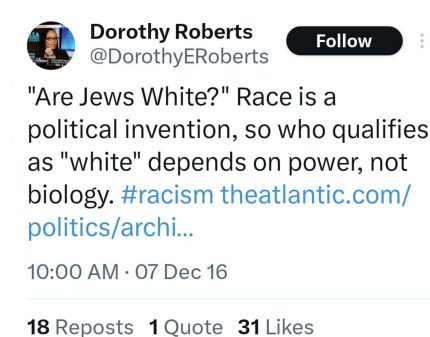 Dorothy Roberts
@DorothyERoberts
Follow
"Are Jews White?" Race is a
political invention, so who qualifies
as "white" depends on power, not
biology. #racism theatlantic.com/
politics/archi...
10:00 AM · 07 Dec 16
18 Reposts 1 Quote 31 Likes